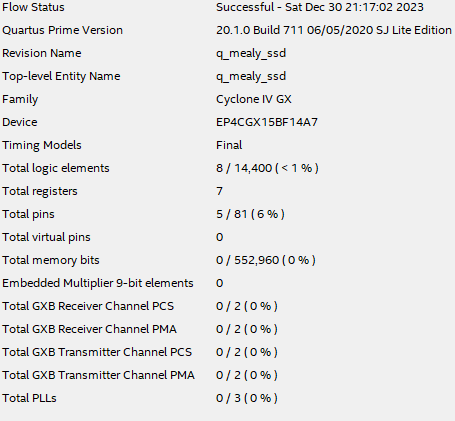 Flow Status Successful - Sat Dec 30 21:17:02 2023
Quartus Prime Version 20.1.0 Build 711 06/05/2020 SJ Lite Edition
Revision Name q_mealy_ssd
Top-level Entity Name q_mealy_ssd
Family Cyclone IV GX
Device EP4CGX15BF14A7
Timing Models Final
Total logic elements 8 / 14,400 ( < 1 % )
Total registers 7
Total pins 5 / 81 ( 6 % )
Total virtual pins 0
Total memory bits 0 / 552,960 ( 0 % )
Embedded Multiplier 9-bit elements 0
Total GXB Receiver Channel PCS 0 / 2 ( 0 % )
Total GXB Receiver Channel PMA 0 / 2 ( 0 % )
Total GXB Transmitter Channel PCS 0 / 2 ( 0 % )
Total GXB Transmitter Channel PMA 0 / 2 ( 0 % )
Total PLLs 0 / 3 ( 0 % )